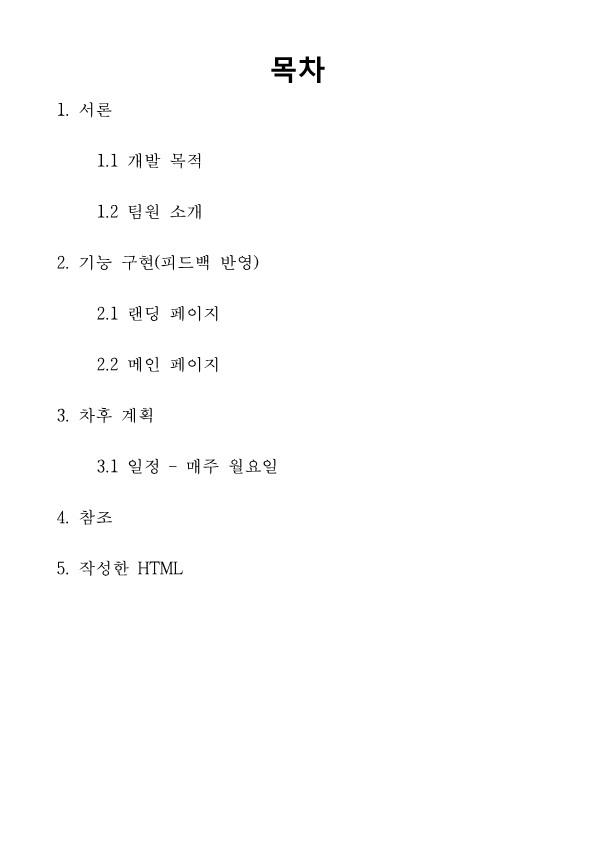 목차
1. 서론
1.1 개발 목적
1.2 팀원 소개
2. 기능 구현(피드백 반영)
2.1 랜딩 페이지
2.2 메인 페이지
3. 차후 계획
3.1 일정 - 매주 월요일
4. 참조
5. 작성한 HTML